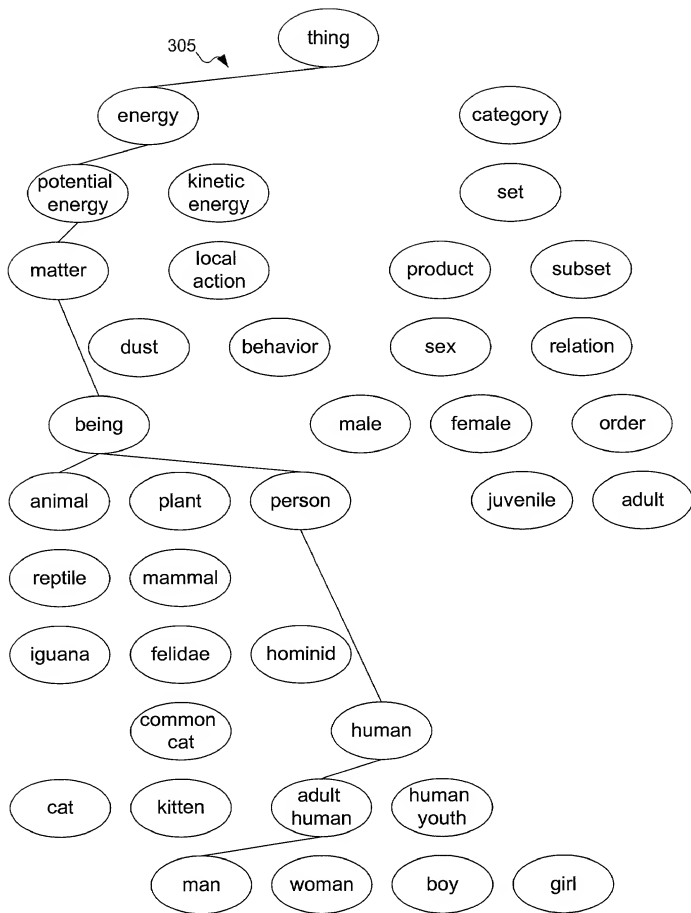 305
thing
energy
category
potential
energy
kinetic
energy
set
matter
local
action
product
subset
dust
behavior
sex
relation
being
male
female
order
animal
plant
person
juvenile
adult
reptile
mammal
iguana
felidae
hominid
common
cat
human
cat
kitten
adult
human
human
youth
man
woman
boy
girl